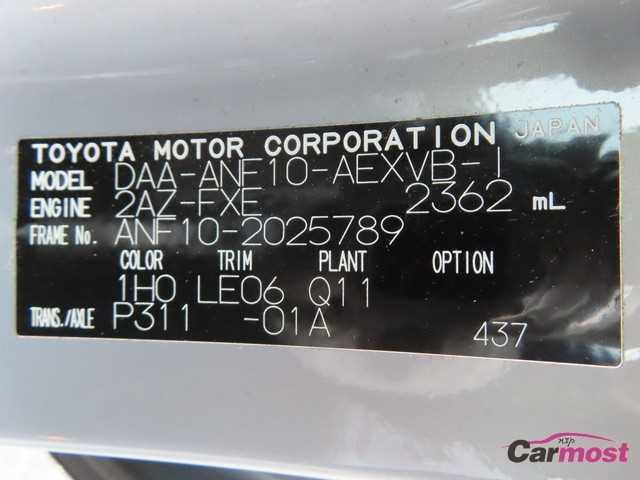 TOYOTA MOTOR CORPORATION JAPAN
MODEL DAA-ANF10-AEXVB-I
ENGINE 2AZ-FXE 2362 mL
FRAME No. ANF10-2025789
COLOR TRIM PLANT OPTION
1H0 LE06 Q11
TRANS./AXLE P311 -01A 437
nxp
Carmost